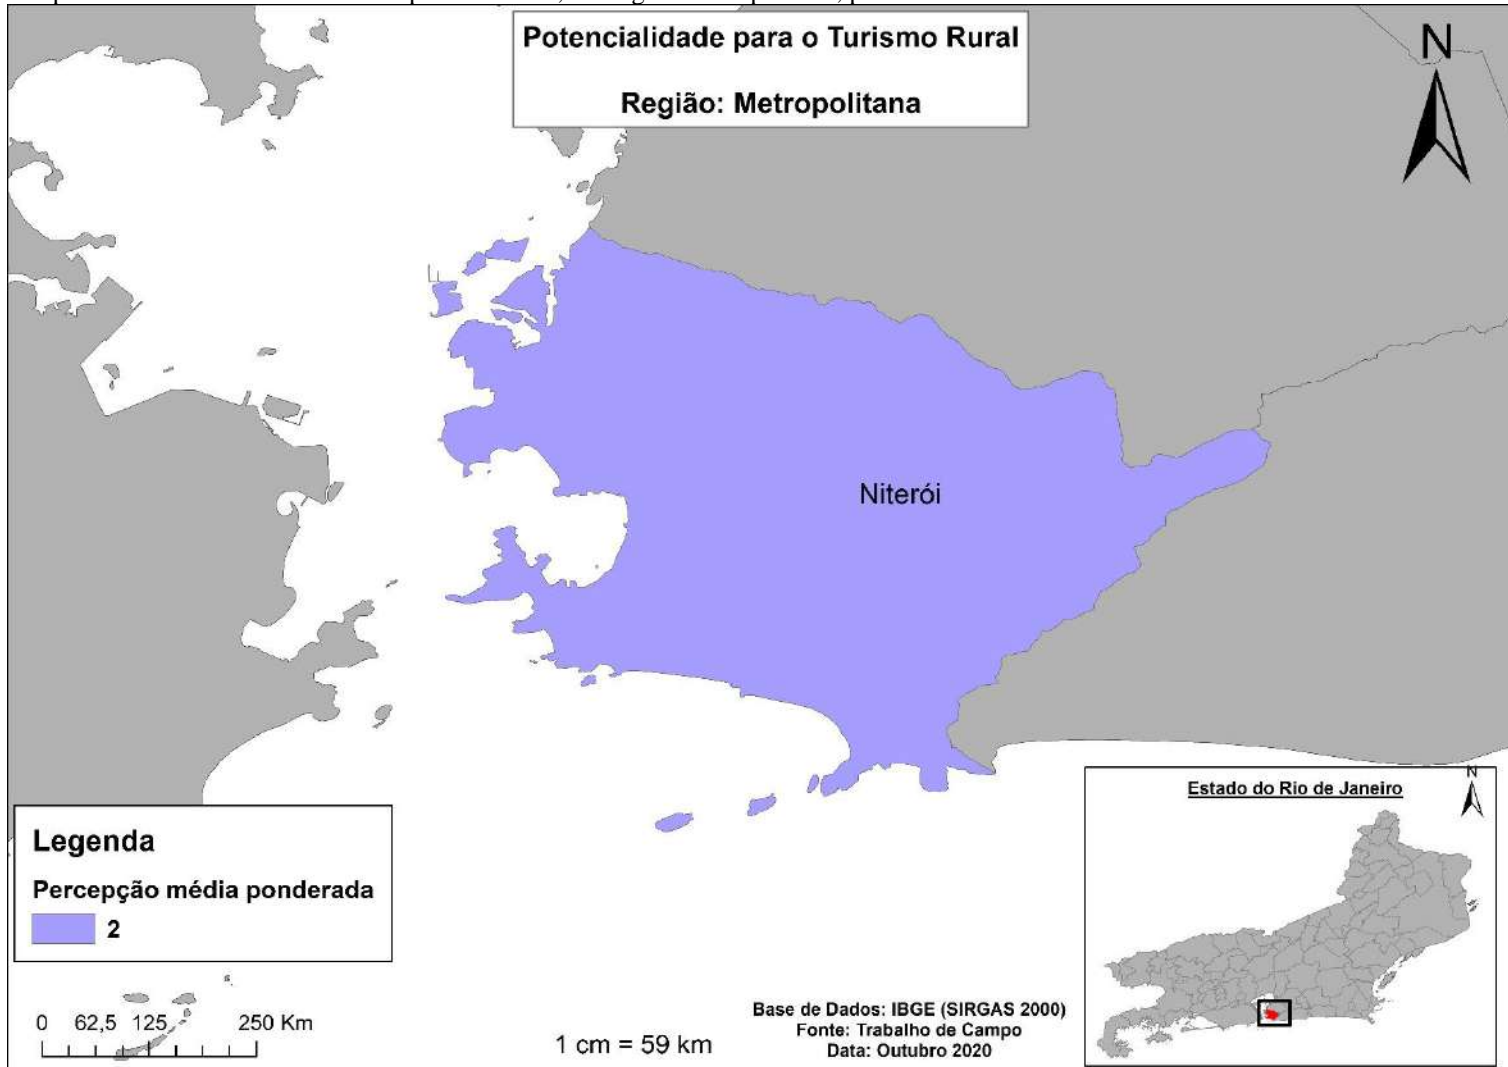 Potencialidade para o Turismo Rural
Região: Metropolitana
N
Niterói
Legenda
Percepção média ponderada
2
0 62,5 125 250 Km
1 cm = 59 km
Base de Dados: IBGE (SIRGAS 2000)
Fonte: Trabalho de Campo
Data: Outubro 2020
Estado do Rio de Janeiro
N